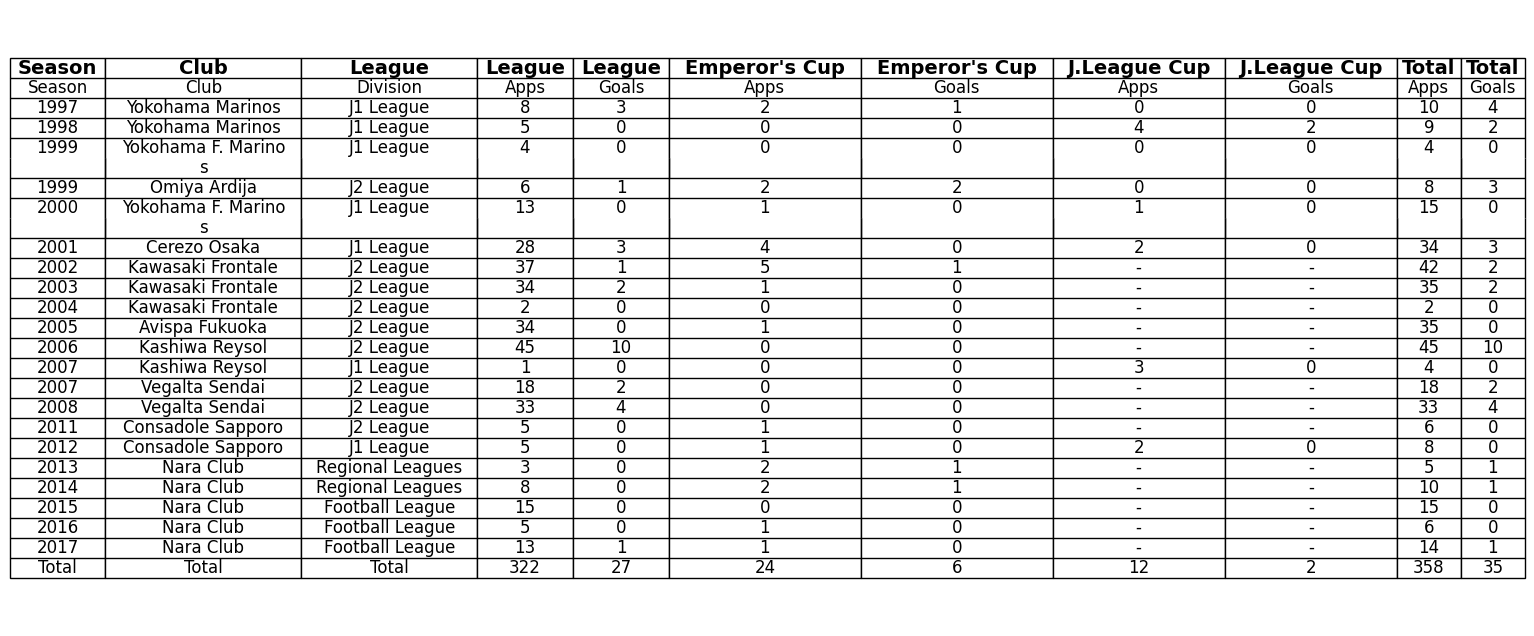 Season Club League League League Emperor's Cup Emperor's Cup J.League Cup J.League Cup Total Total
Season Club Division Apps Goals Apps Goals Apps Goals Apps Goals
1997 Yokohama Marinos J1 League 8 3 2 1 0 0 10 4
1998 Yokohama Marinos J1 League 5 0 0 0 4 2 9 2
1999 Yokohama F. Marino J1 League 4 0 0 0 0 0 4 0
s
1999 Omiya Ardija J2 League 6 1 2 2 0 0 8 3
2000 Yokohama F. Marino J1 League 13 0 1 0 1 0 15 0
s
2001 Cerezo Osaka J1 League 28 3 4 0 2 0 34 3
2002 Kawasaki Frontale J2 League 37 1 5 1 - - 42 2
2003 Kawasaki Frontale J2 League 34 2 1 0 - - 35 2
2004 Kawasaki Frontale J2 League 2 0 0 0 - - 2 0
2005 Avispa Fukuoka J2 League 34 0 1 0 - - 35 0
2006 Kashiwa Reysol J2 League 45 10 0 0 - - 45 10
2007 Kashiwa Reysol J1 League 1 0 0 0 3 0 4 0
2007 Vegalta Sendai J2 League 18 2 0 0 - - 18 2
2008 Vegalta Sendai J2 League 33 4 0 0 - - 33 4
2011 Consadole Sapporo J2 League 5 0 1 0 - - 6 0
2012 Consadole Sapporo J1 League 5 0 1 0 2 0 8 0
2013 Nara Club Regional Leagues 3 0 2 1 - - 5 1
2014 Nara Club Regional Leagues 8 0 2 1 - - 10 1
2015 Nara Club Football League 15 0 0 0 - - 15 0
2016 Nara Club Football League 5 0 1 0 - - 6 0
2017 Nara Club Football League 13 1 1 0 - - 14 1
Total Total Total 322 27 24 6 12 2 358 35